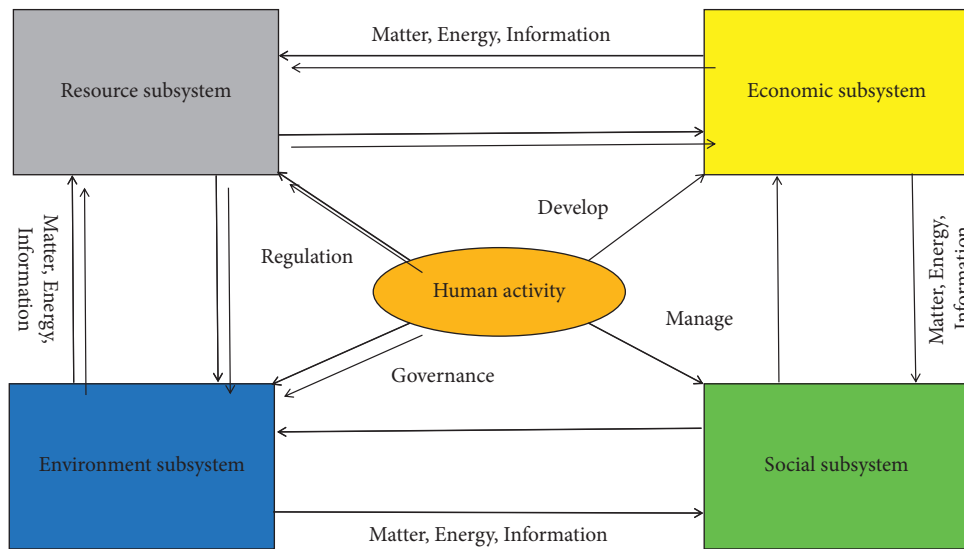 Matter, Energy, Information
Resource subsystem
Economic subsystem
Develop
Matter, Energy,
Information
Regulation
Human activity
Matter, Energy,
Information
Manage
Governance
Environment subsystem
Social subsystem
Matter, Energy, Information